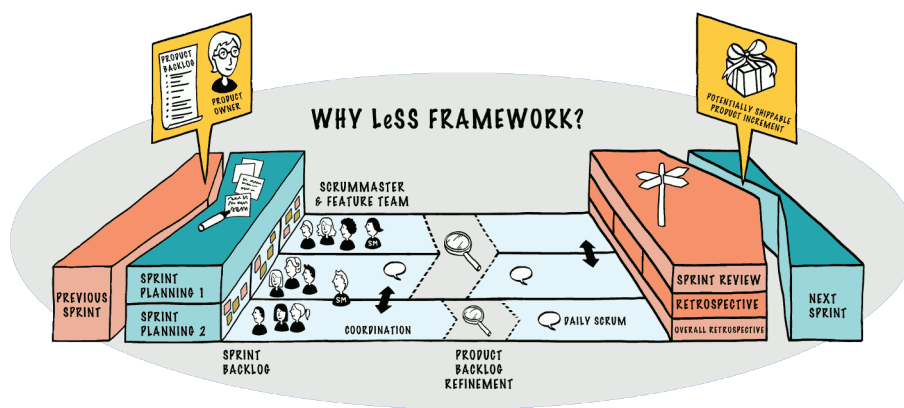 PRODUCT
BACKLOG
PRODUCT
OWNER
POTENTIALLY SHIPPABLE
PRODUCT INCREMENT
WHY LeSS FRAMEWORK?
SCRUMMASTER
& FEATURE TEAM
SM
SM
PREVIOUS
SPRINT
SPRINT
PLANNING 1
SPRINT
PLANNING 2
SPRINT
BACKLOG
COORDINATION
PRODUCT
BACKLOG
REFINEMENT
DAILY SCRUM
SPRINT REVIEW
RETROSPECTIVE
OVERALL RETROSPECTIVE
NEXT
SPRINT